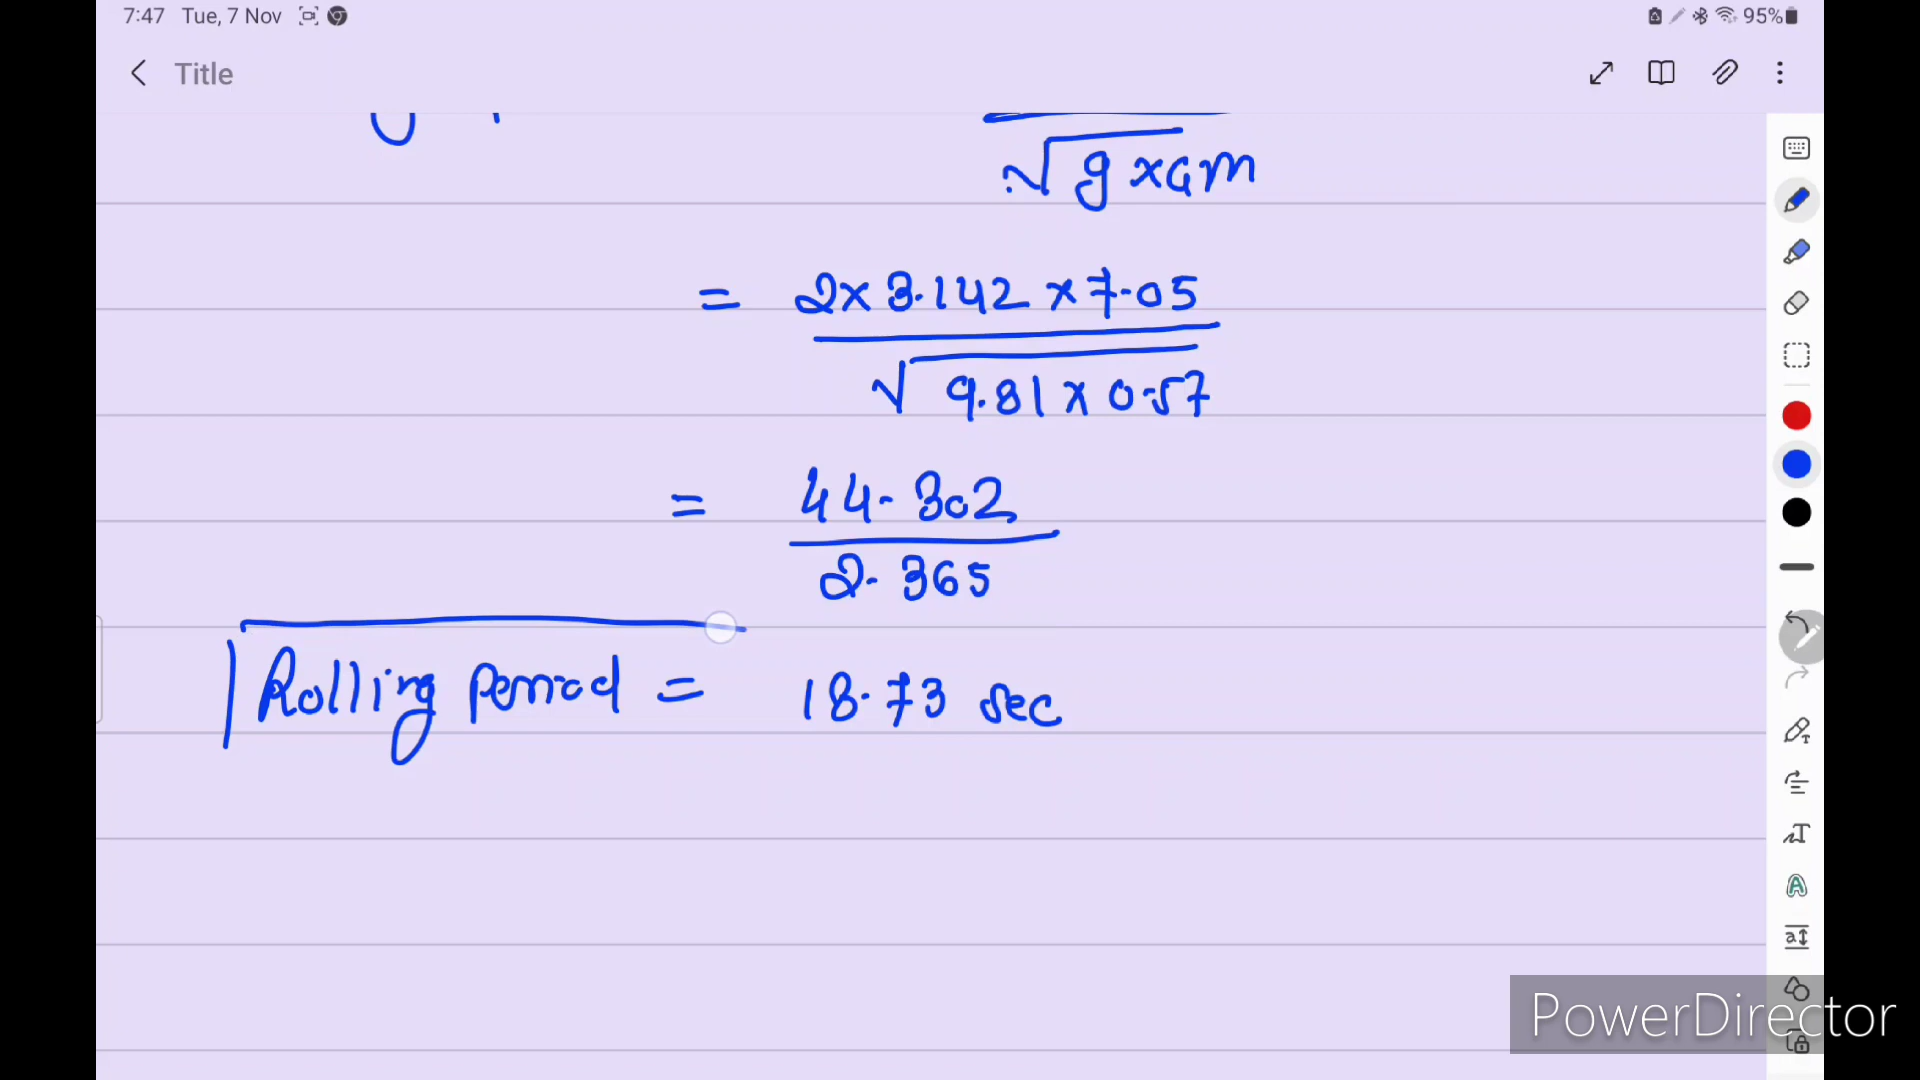 7:47 Tue, 7 Nov 95%
Title
√g x GM
= 2 x 3.142 x 7.05
√9.81 x 0.57
= 44.302
2.365
Rolling Period = 18.73 sec
PowerDirector